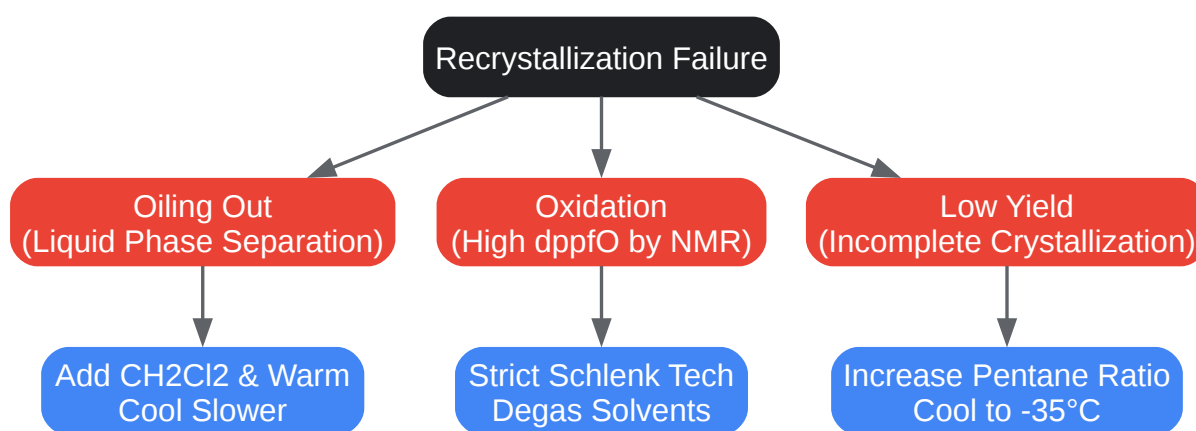 Recrystallization Failure
Oiling Out
(Liquid Phase Separation)
Oxidation
(High dppfO by NMR)
Low Yield
(Incomplete Crystallization)
Add CH2Cl2 & Warm
Cool Slower
Strict Schlenk Tech
Degas Solvents
Increase Pentane Ratio
Cool to -35°C